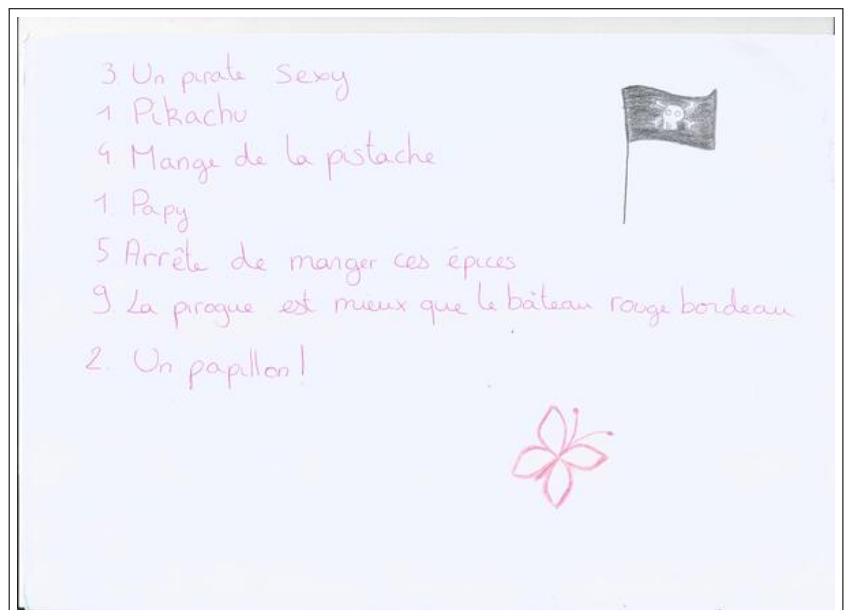 3 Un pirate sexy
1 Pikachu
4 Mange de la pistache
1 Papy
5 Arrête de manger ces épices
9 La pirogue est mieux que le bâteau rouge bordeau
2. Un papillon!